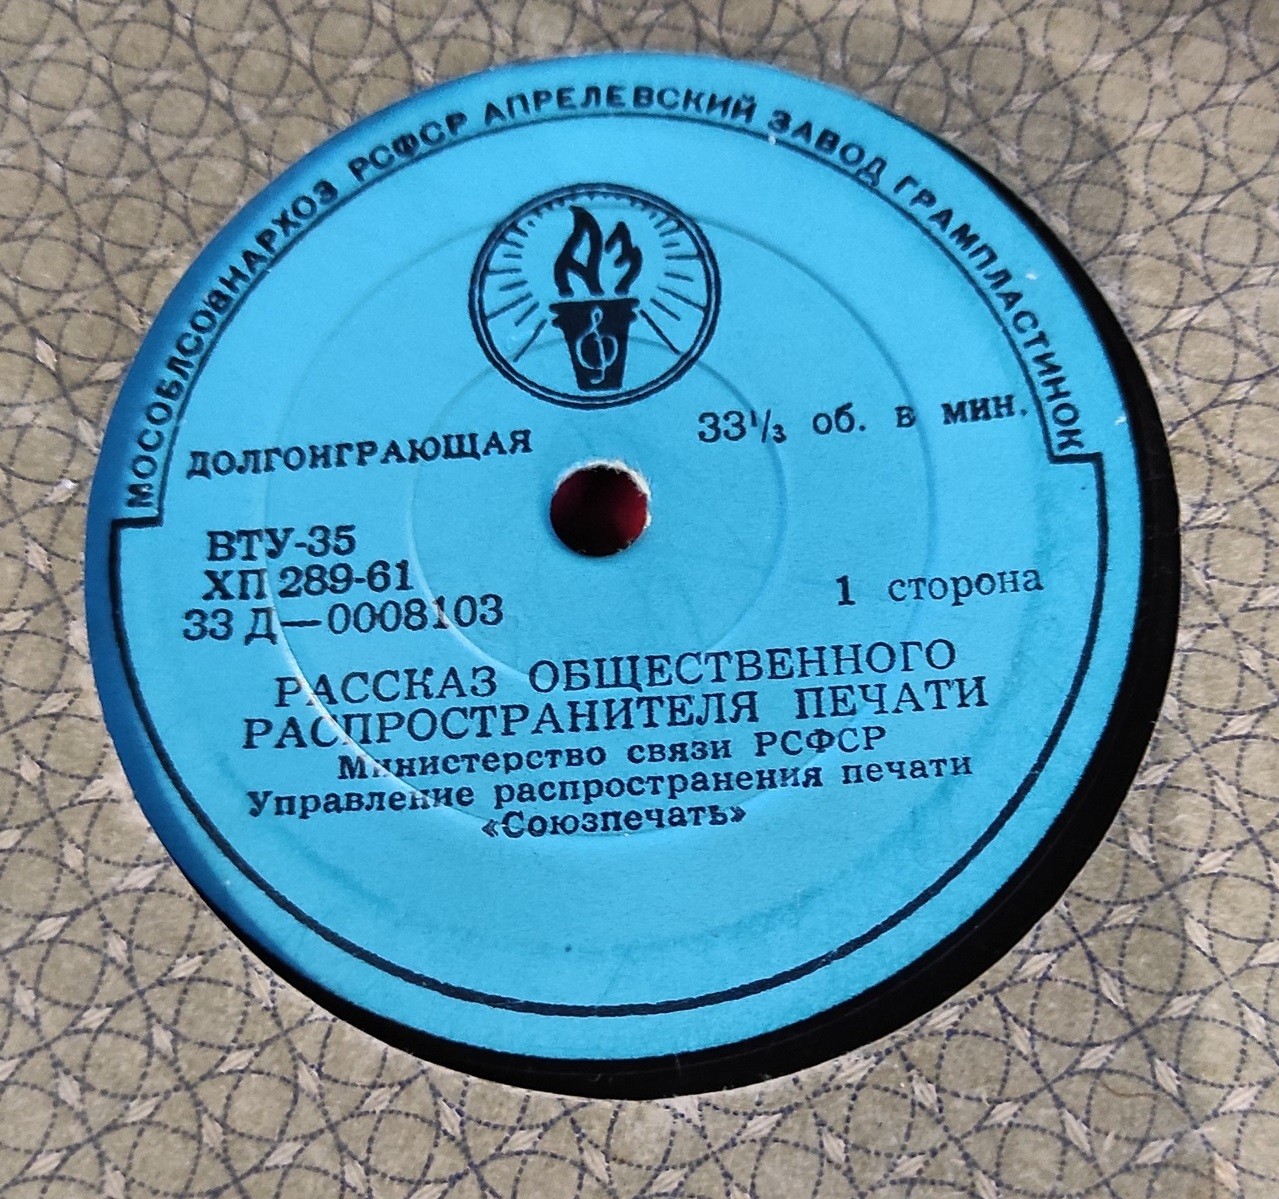 МОСОБЛСОВНАРХОЗ РСФСР АПРЕЛЕВСКИЙ ЗАВОД ГРАМПЛАСТИНОК
АЗ
ДОЛГОИГРАЮЩАЯ
33⅓ об. в мин.
ВТУ-35
ХП 289-61
33 Д—0008103
1 сторона
РАССКАЗ ОБЩЕСТВЕННОГО
РАСПРОСТРАНИТЕЛЯ ПЕЧАТИ
Министерство связи РСФСР
Управление распространения печати
«Союзпечать»